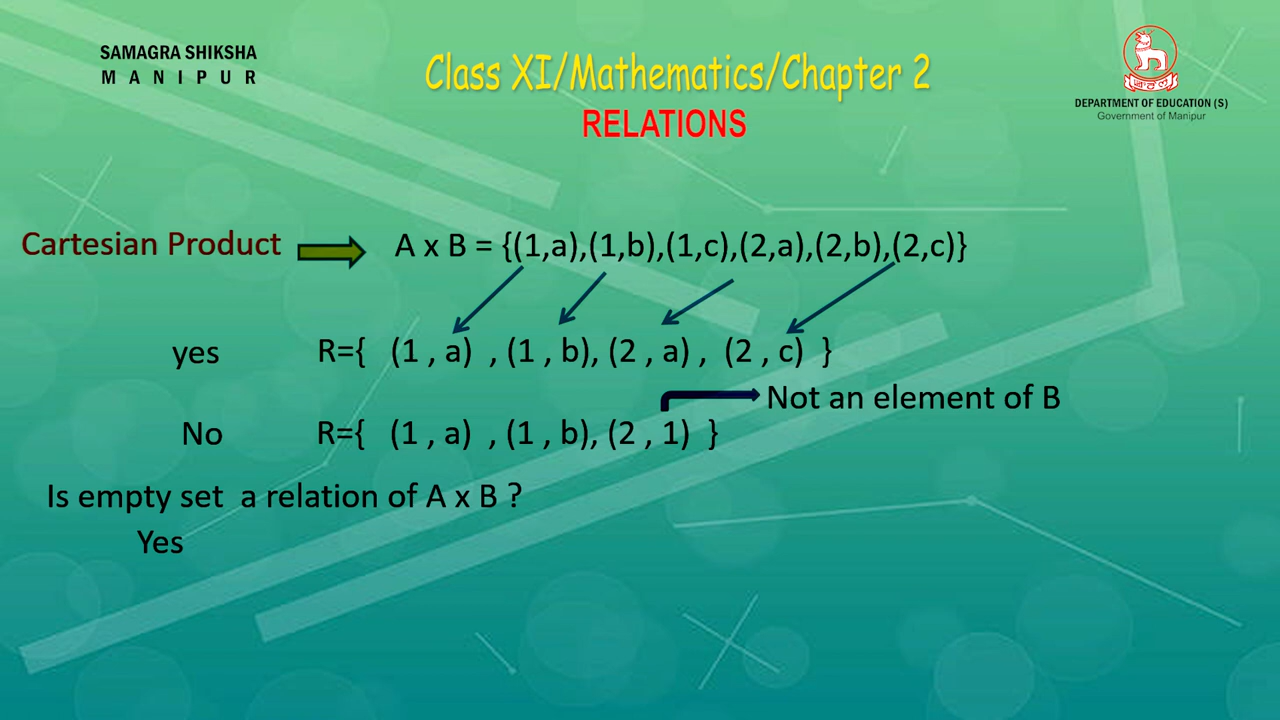 SAMAGRA SHIKSHA
MANIPUR
Class XI/Mathematics/Chapter 2
RELATIONS
DEPARTMENT OF EDUCATION (S)
Government of Manipur
Cartesian Product
A x B = {(1,a),(1,b),(1,c),(2,a),(2,b),(2,c)}
yes R={ (1 , a) , (1 , b), (2 , a) , (2 , c) }
Not an element of B
No R={ (1 , a) , (1 , b), (2 , 1) }
Is empty set a relation of A x B ?
Yes